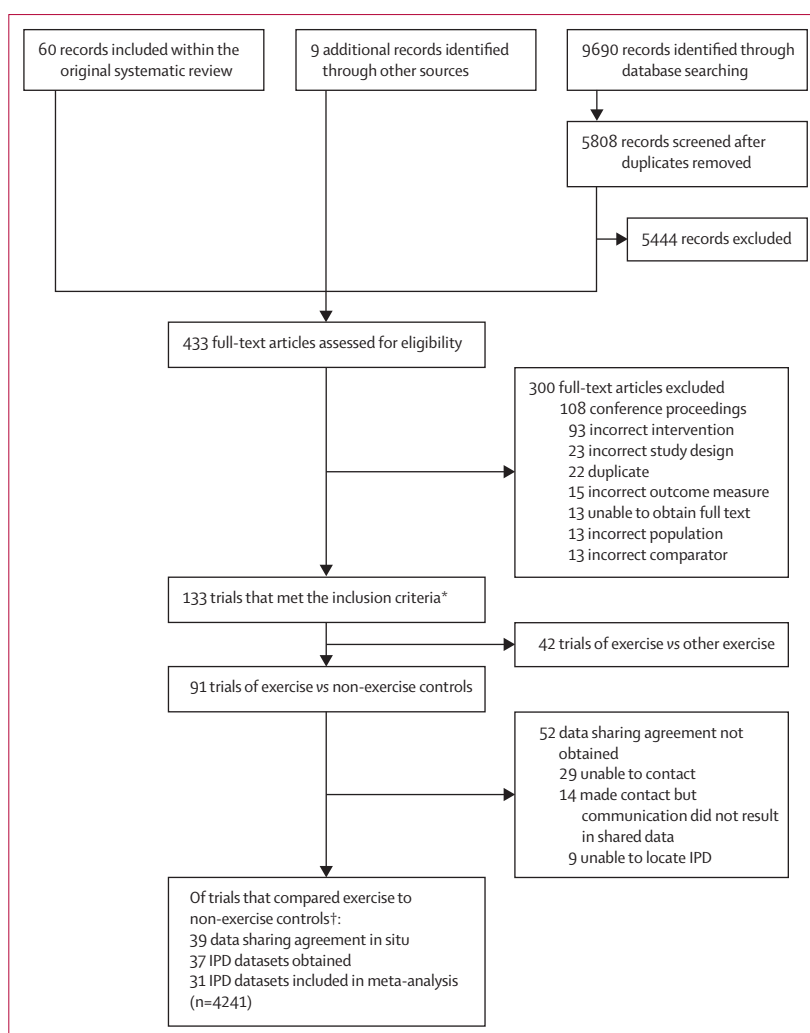 60 records included within the
original systematic review
9 additional records identified
through other sources
9690 records identified through
database searching
5808 records screened after
duplicates removed
5444 records excluded
433 full-text articles assessed for eligibility
300 full-text articles excluded
108 conference proceedings
93 incorrect intervention
23 incorrect study design
22 duplicate
15 incorrect outcome measure
13 unable to obtain full text
13 incorrect population
13 incorrect comparator
133 trials that met the inclusion criteria*
42 trials of exercise vs other exercise
91 trials of exercise vs non-exercise controls
52 data sharing agreement not
obtained
29 unable to contact
14 made contact but
communication did not result
in shared data
9 unable to locate IPD
Of trials that compared exercise to
non-exercise controls†:
39 data sharing agreement in situ
37 IPD datasets obtained
31 IPD datasets included in meta-analysis
(n=4241)